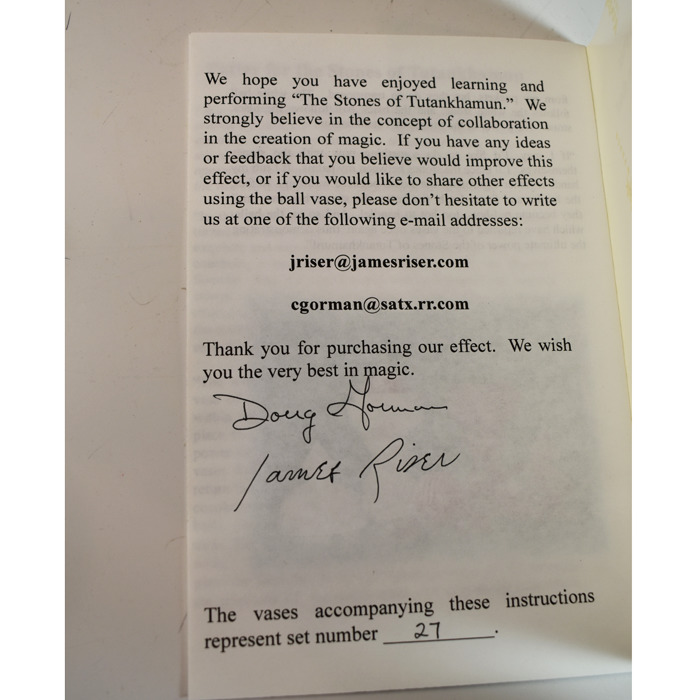 We hope you have enjoyed learning and
performing “The Stones of Tutankhamun.” We
strongly believe in the concept of collaboration
in the creation of magic. If you have any ideas
or feedback that you believe would improve this
effect, or if you would like to share other effects
using the ball vase, please don’t hesitate to write
us at one of the following e-mail addresses:
jriser@jamesriser.com
cgorman@satx.rr.com
Thank you for purchasing our effect. We wish
you the very best in magic.
Doug Gorman
James Riser
The vases accompanying these instructions
represent set number 27.